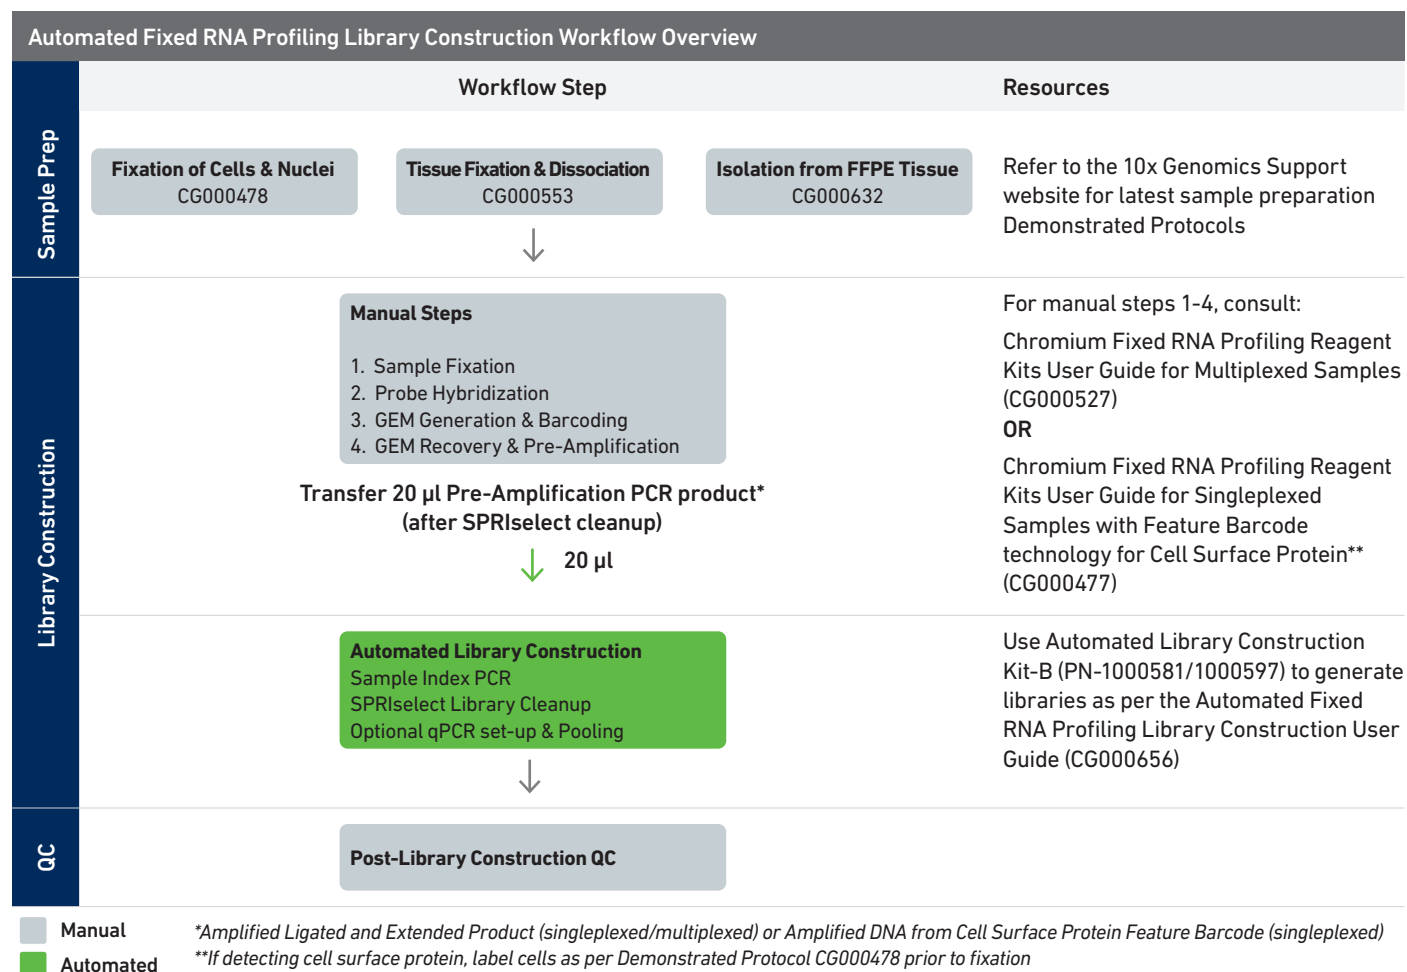 Automated Fixed RNA Profiling Library Construction Workflow Overview
Workflow Step
Resources
Sample Prep
Fixation of Cells & Nuclei
CG000478
Tissue Fixation & Dissociation
CG000553
Isolation from FFPE Tissue
CG000632
Refer to the 10x Genomics Support
website for latest sample preparation
Demonstrated Protocols
Library Construction
Manual Steps
1. Sample Fixation
2. Probe Hybridization
3. GEM Generation & Barcoding
4. GEM Recovery & Pre-Amplification
Transfer 20 µl Pre-Amplification PCR product*
(after SPRIselect cleanup)
20 µl
For manual steps 1-4, consult:
Chromium Fixed RNA Profiling Reagent
Kits User Guide for Multiplexed Samples
(CG000527)
OR
Chromium Fixed RNA Profiling Reagent
Kits User Guide for Singleplexed
Samples with Feature Barcode
technology for Cell Surface Protein**
(CG000477)
Automated Library Construction
Sample Index PCR
SPRIselect Library Cleanup
Optional qPCR set-up & Pooling
Use Automated Library Construction
Kit-B (PN-1000581/1000597) to generate
libraries as per the Automated Fixed
RNA Profiling Library Construction User
Guide (CG000656)
QC
Post-Library Construction QC
Manual
Automated
*Amplified Ligated and Extended Product (singleplexed/multiplexed) or Amplified DNA from Cell Surface Protein Feature Barcode (singleplexed)
**If detecting cell surface protein, label cells as per Demonstrated Protocol CG000478 prior to fixation